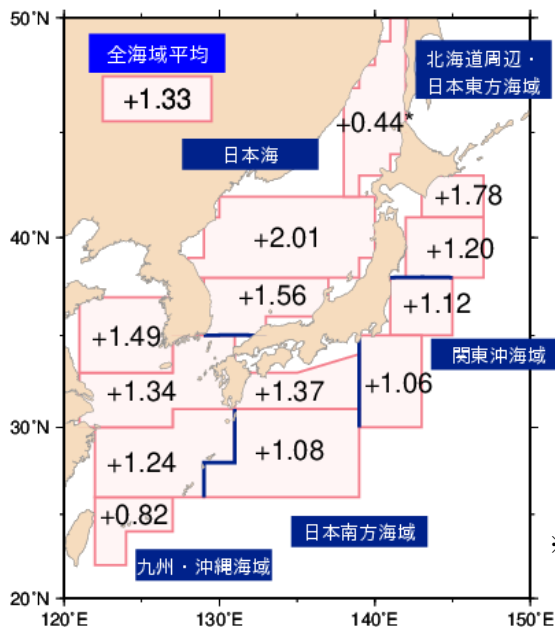 50°N
全海域平均
+1.33
北海道周辺・
日本東方海域
+0.44*
日本海
+1.78
40°N
+2.01
+1.20
+1.56
+1.12
+1.49
関東沖海域
+1.34
+1.37
+1.06
30°N
+1.24
+1.08
+0.82
日本南方海域
※
九州・沖縄海域
20°N
120°E
130°E
140°E
150°E